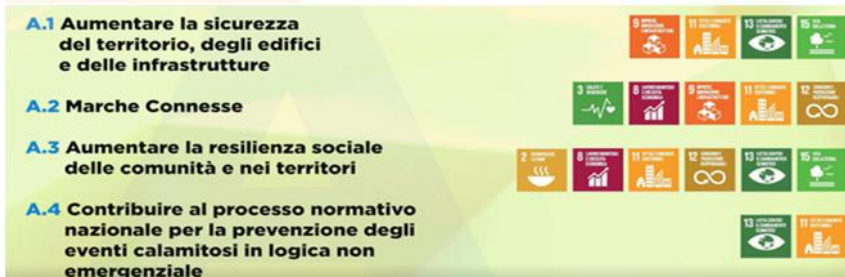 A.1 Aumentare la sicurezza
del territorio, degli edifici
e delle infrastrutture
9 11 13 15
A.2 Marche Connesse
3 8 9 11 12
A.3 Aumentare la resilienza sociale
delle comunità e nei territori
2 8 11 12 13 15
A.4 Contribuire al processo normativo
nazionale per la prevenzione degli
eventi calamitosi in logica non
emergenziale
13 11